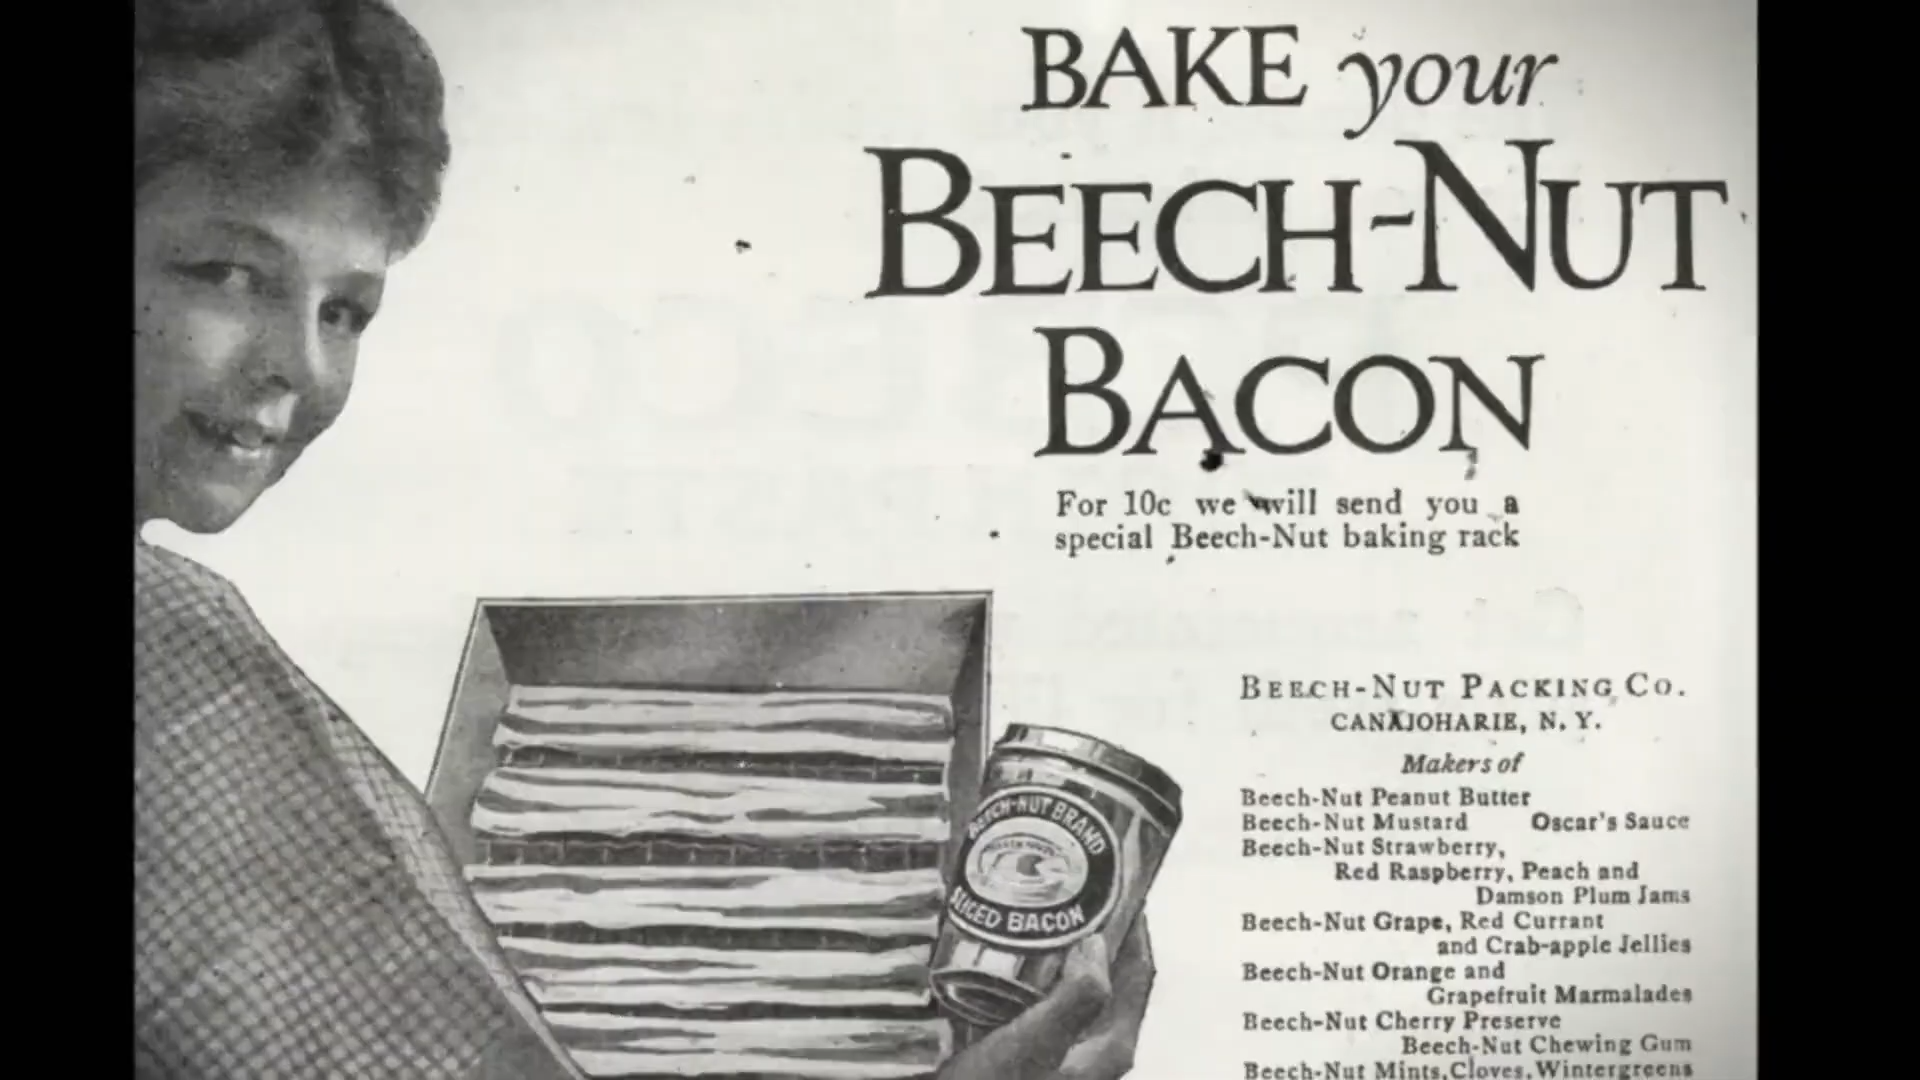 BAKE your
BEECH-NUT
BACON
For 10c we will send you a
special Beech-Nut baking rack
BEECH-NUT PACKING CO.
CANAJOHARIE, N. Y.
Makers of
Beech-Nut Peanut Butter
Beech-Nut Mustard Oscar's Sauce
Beech-Nut Strawberry,
Red Raspberry, Peach and
Damson Plum Jams
Beech-Nut Grape, Red Currant
and Crab-apple Jellies
Beech-Nut Orange and
Grapefruit Marmalades
Beech-Nut Cherry Preserve
Beech-Nut Chewing Gum
Beech-Nut Mints, Cloves, Wintergreens
BEECH-NUT BRAND
SLICED BACON